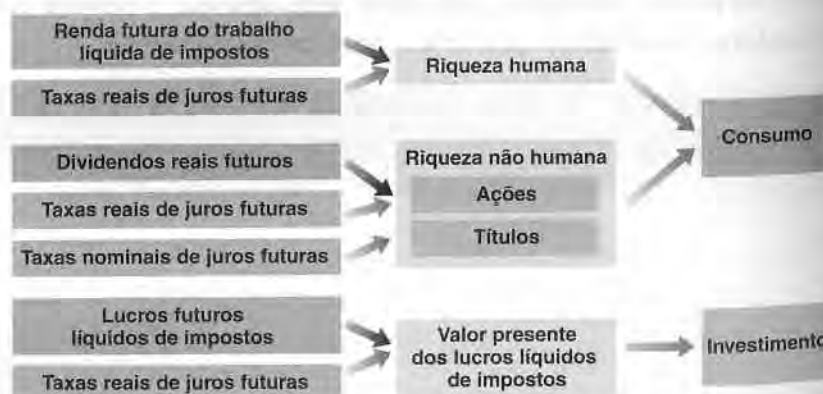 Renda futura do trabalho
líquida de impostos
Taxas reais de juros futuras
Riqueza humana
Dividendos reais futuros
Taxas reais de juros futuras
Taxas nominais de juros futuras
Riqueza não humana
Ações
Títulos
Consumo
Lucros futuros
líquidos de impostos
Taxas reais de juros futuras
Valor presente
dos lucros líquidos
de impostos
Investimento